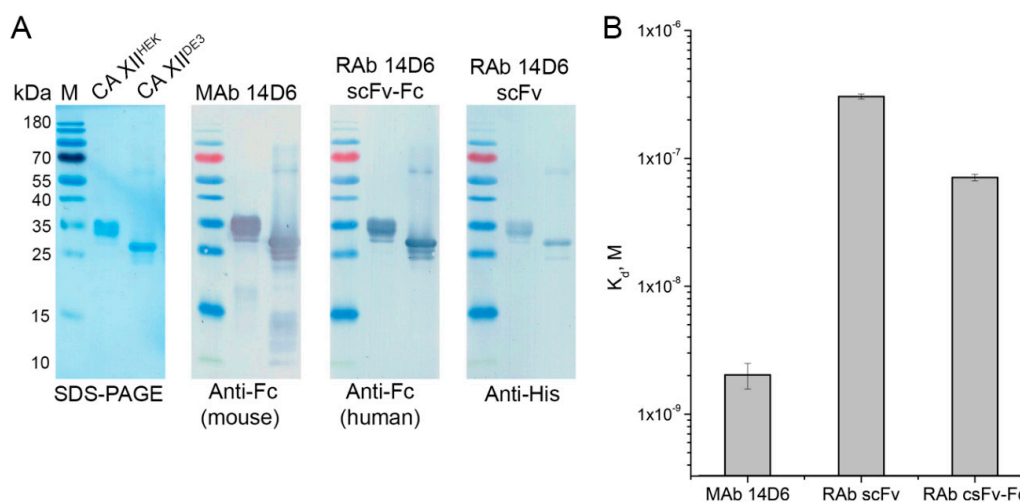 A
kDa
M
CA XII^HEK
CA XII^DE3
180
70
55
40
35
25
15
10
SDS-PAGE
MAb 14D6
Anti-Fc
(mouse)
RAb 14D6
scFv-Fc
Anti-Fc
(human)
RAb 14D6
scFv
Anti-His
B
K_d, M
1x10^-6
1x10^-7
1x10^-8
1x10^-9
MAb 14D6
RAb scFv
RAb csFv-Fc